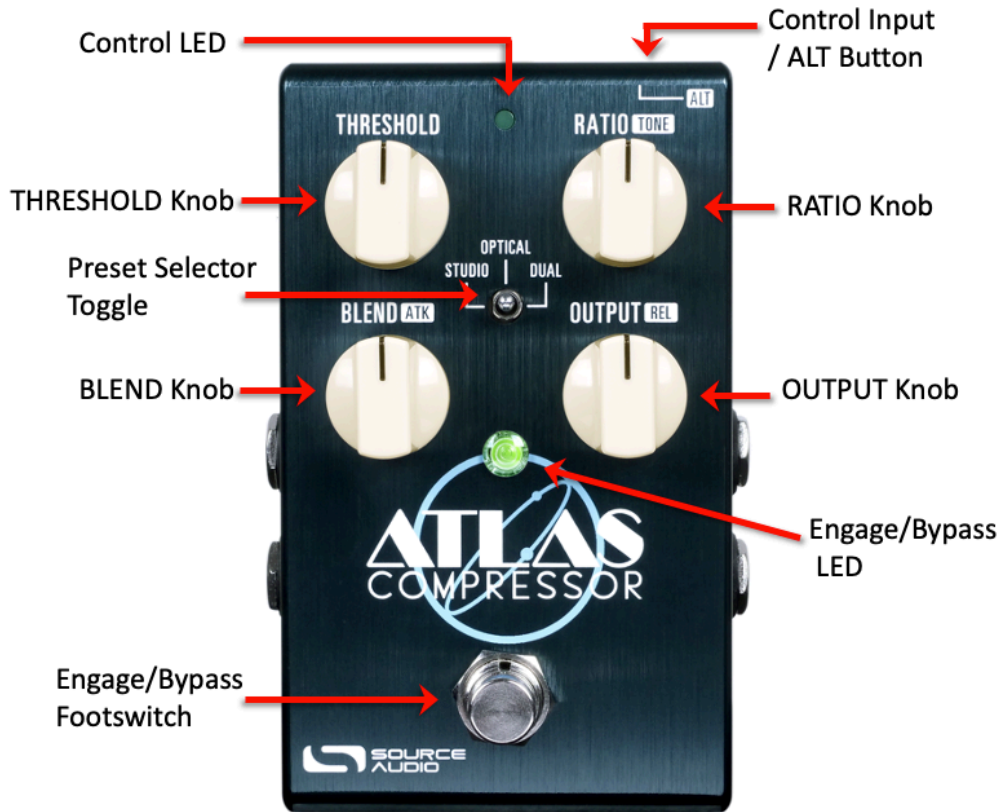 Control LED
Control Input
/ ALT Button
ALT
THRESHOLD
RATIO TONE
THRESHOLD Knob
RATIO Knob
OPTICAL
STUDIO
DUAL
Preset Selector
Toggle
BLEND ATK
OUTPUT REL
BLEND Knob
OUTPUT Knob
ATLAS
COMPRESSOR
Engage/Bypass
LED
Engage/Bypass
Footswitch
SOURCE
AUDIO